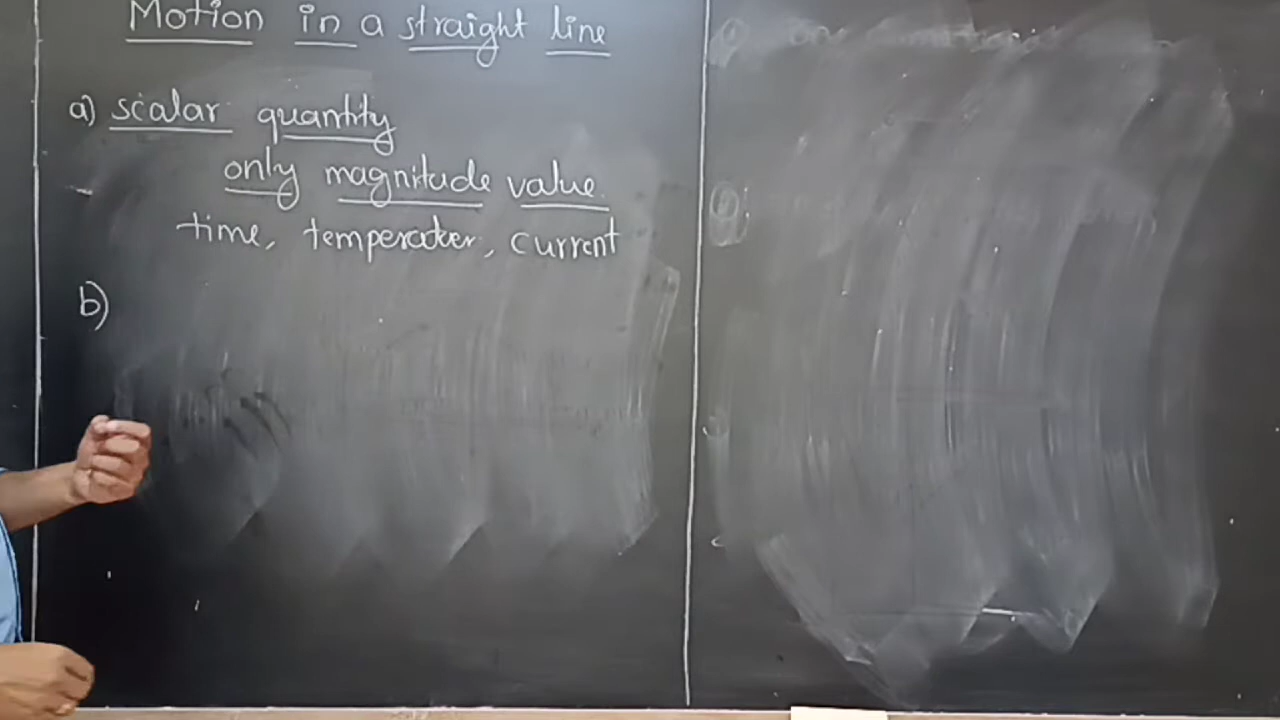 Motion in a straight line
a) scalar quantity
only magnitude value.
time, temperater, current
b)